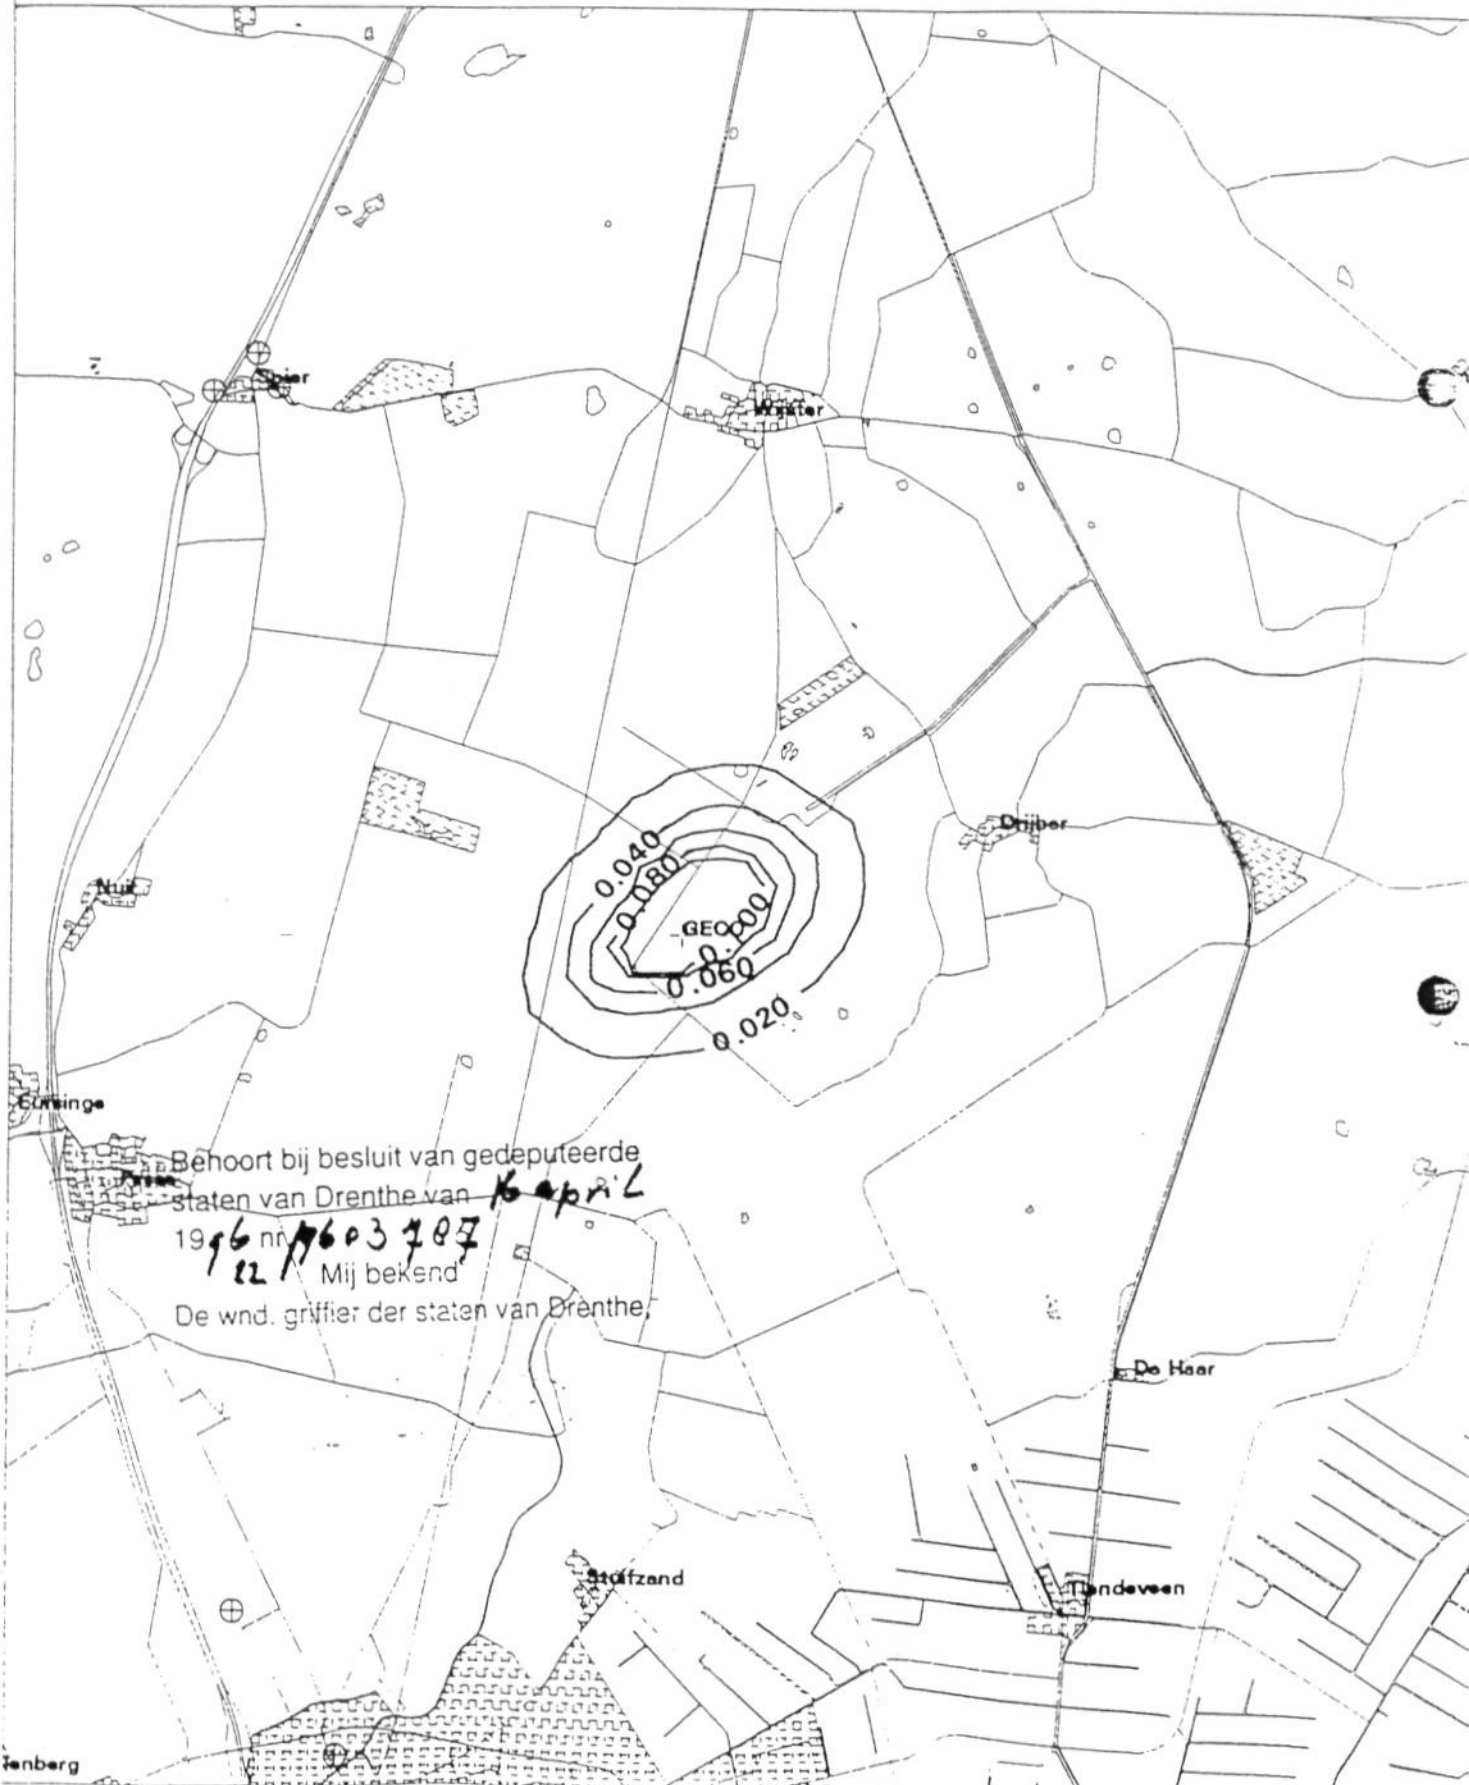 Spier
Wijster
Drijber
Nuil
0.040
0.080
GECO
0.100
0.060
0.020
Eursinge
Behoort bij besluit van gedeputeerde
staten van Drenthe van 16 april
1996 nr
22 Mij bekend
De wnd. griffier der staten van Drenthe,
De Haar
Stuifzand
Tiendeveen